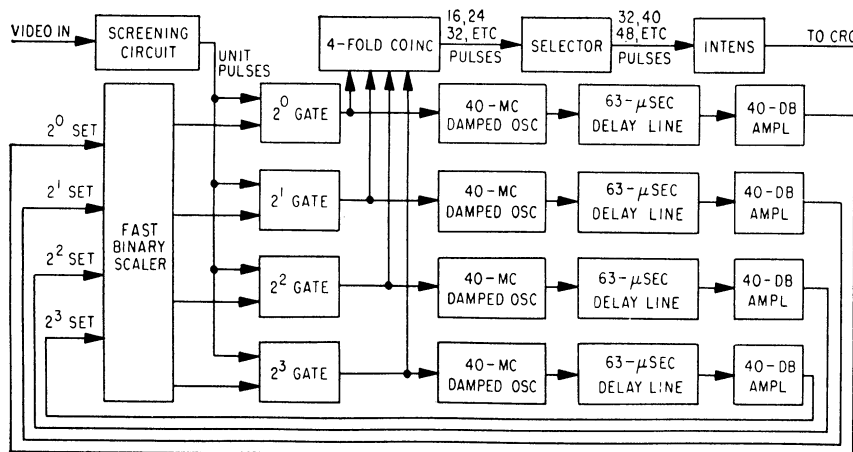 VIDEO IN
SCREENING
CIRCUIT
UNIT
PULSES
4-FOLD COINC
16,24
32, ETC
PULSES
SELECTOR
32,40
48, ETC
PULSES
INTENS
TO CRO
2⁰ SET
2¹ SET
2² SET
2³ SET
FAST
BINARY
SCALER
2⁰ GATE
40-MC
DAMPED OSC
63-μSEC
DELAY LINE
40-DB
AMPL
2¹ GATE
40-MC
DAMPED OSC
63-μSEC
DELAY LINE
40-DB
AMPL
2² GATE
40-MC
DAMPED OSC
63-μSEC
DELAY LINE
40-DB
AMPL
2³ GATE
40-MC
DAMPED OSC
63-μSEC
DELAY LINE
40-DB
AMPL